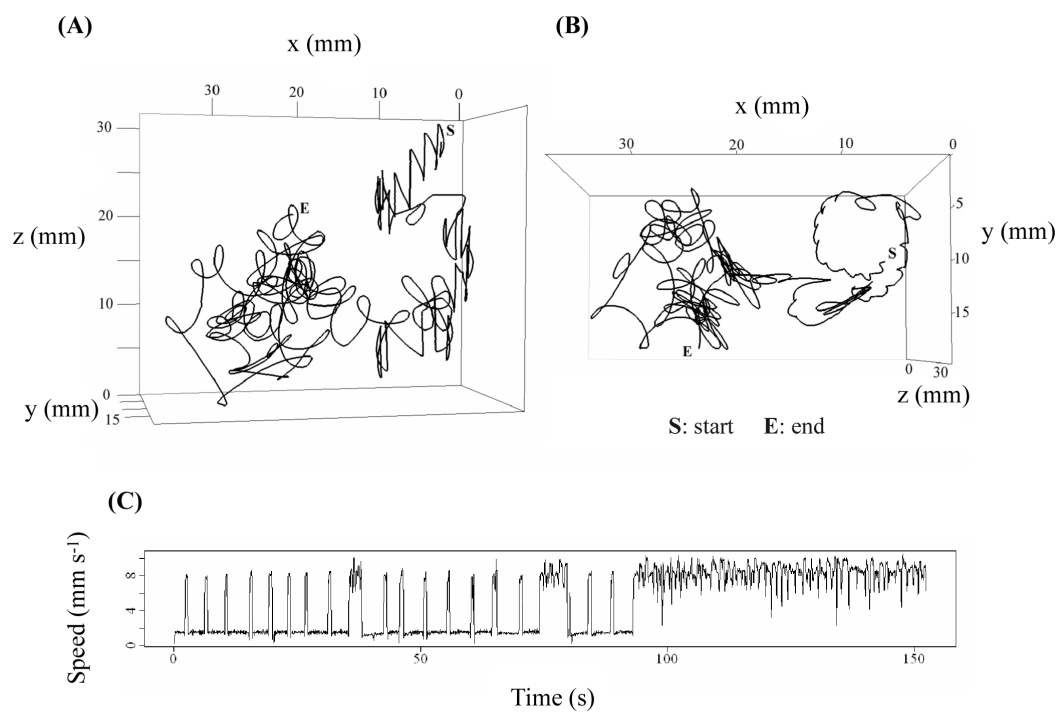 (A)
x (mm)
30 20 10 0
S
30
E
20
z (mm)
10
0
y (mm)
15
(B)
x (mm)
30 20 10 0
5
y (mm)
S
10
15
E
0 30
z (mm)
S: start E: end
(C)
Speed (mm s-1)
8
4
0
0 50 100 150
Time (s)